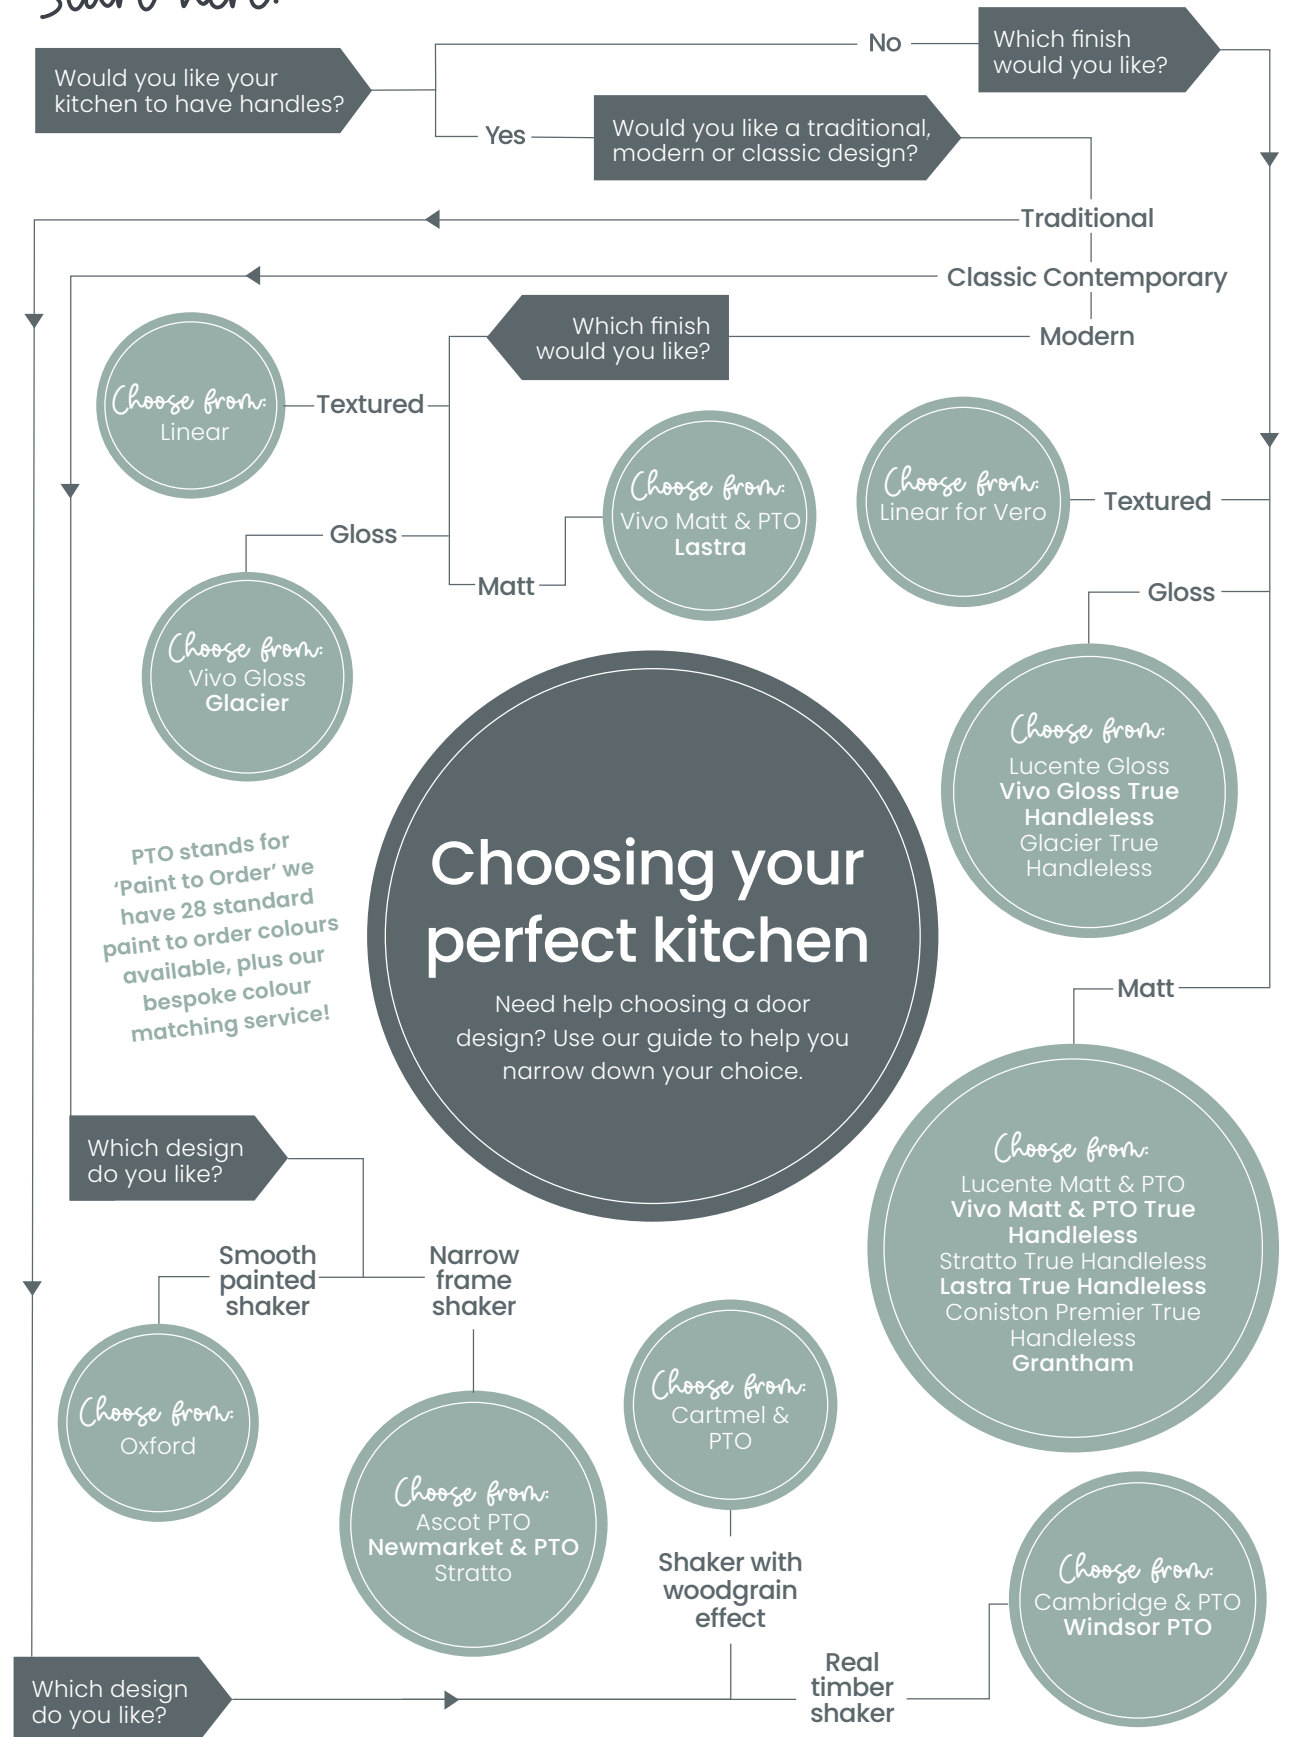 start here:
No
Which finish
would you like?
Would you like your
kitchen to have handles?
Yes
Would you like a traditional,
modern or classic design?
Traditional
Classic Contemporary
Which finish
would you like?
Modern
Choose from:
Linear
Textured
Choose from:
Vivo Matt & PTO
Lastra
Choose from:
Linear for Vero
Textured
Gloss
Matt
Gloss
Choose from:
Vivo Gloss
Glacier
Choose from:
Lucente Gloss
Vivo Gloss True
Handleless
Glacier True
Handleless
PTO stands for
‘Paint to Order’ we
have 28 standard
paint to order colours
available, plus our
bespoke colour
matching service!
Choosing your
perfect kitchen
Need help choosing a door
design? Use our guide to help you
narrow down your choice.
Matt
Choose from:
Lucente Matt & PTO
Vivo Matt & PTO True
Handleless
Stratto True Handleless
Lastra True Handleless
Coniston Premier True
Handleless
Grantham
Which design
do you like?
Smooth
painted
shaker
Narrow
frame
shaker
Choose from:
Oxford
Choose from:
Ascot PTO
Newmarket & PTO
Stratto
Choose from:
Cartmel &
PTO
Shaker with
woodgrain
effect
Choose from:
Cambridge & PTO
Windsor PTO
Which design
do you like?
Real
timber
shaker